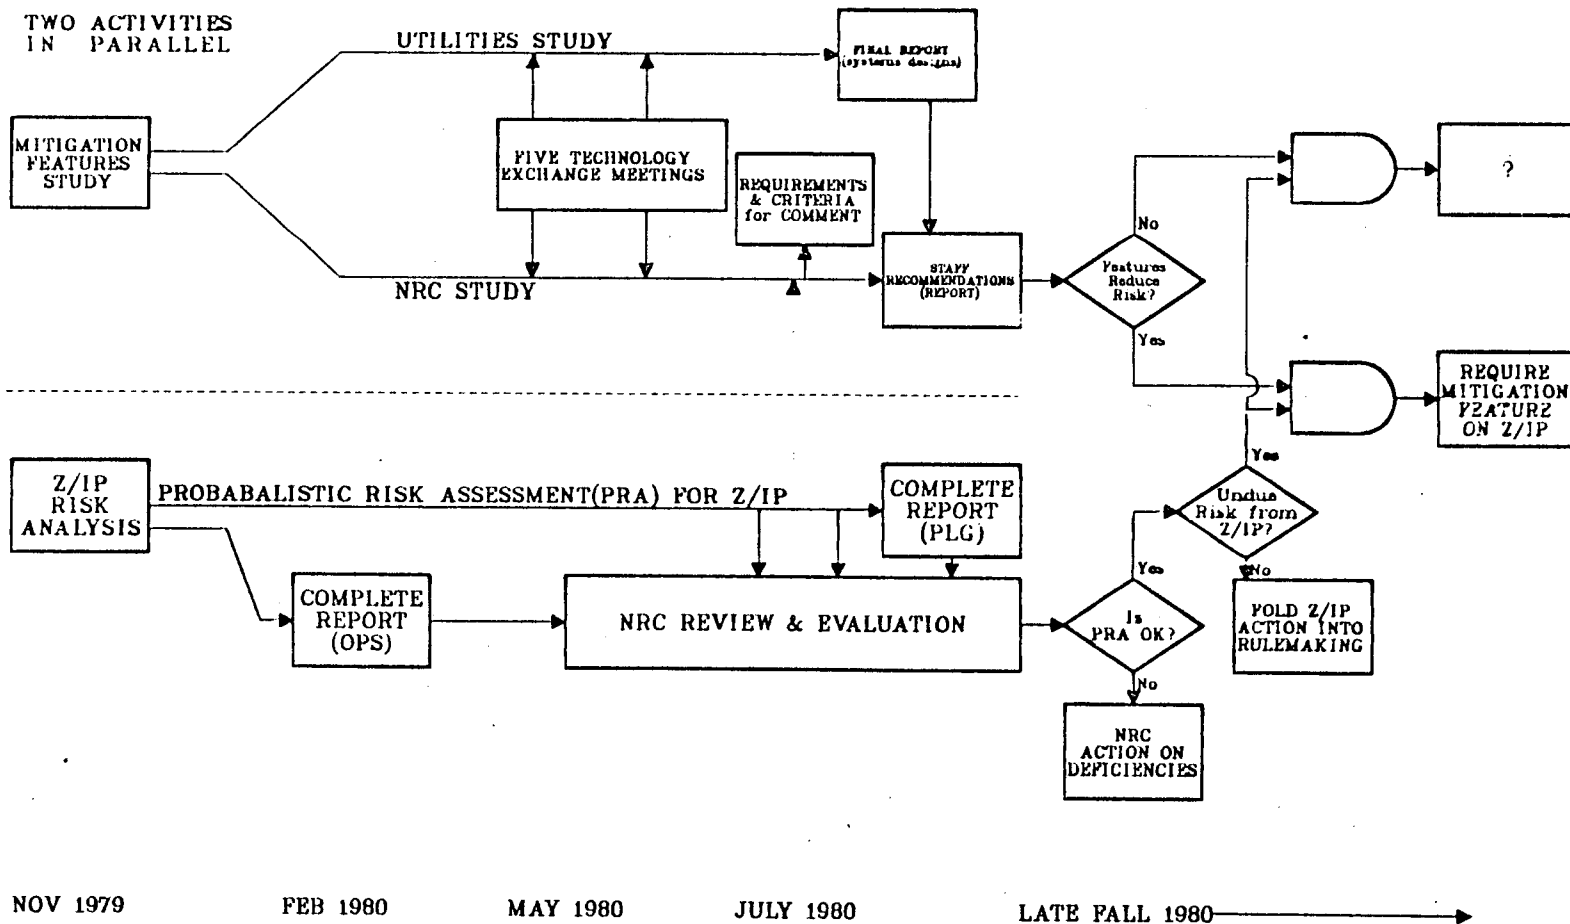 TWO ACTIVITIES
IN PARALLEL
UTILITIES STUDY
FINAL REPORT
(systems designs)
MITIGATION
FEATURES
STUDY
FIVE TECHNOLOGY
EXCHANGE MEETINGS
REQUIREMENTS
& CRITERIA
for COMMENT
?
No
NRC STUDY
STAFF
RECOMMENDATIONS
(REPORT)
Features
Reduce
Risk?
Yes
REQUIRE
MITIGATION
FEATURE
ON Z/IP
Z/IP
RISK
ANALYSIS
PROBABALISTIC RISK ASSESSMENT(PRA) FOR Z/IP
COMPLETE
REPORT
(PLG)
Yes
Undue
Risk from
Z/IP?
No
COMPLETE
REPORT
(OPS)
NRC REVIEW & EVALUATION
Yes
Is
PRA OK?
No
FOLD Z/IP
ACTION INTO
RULEMAKING
NRC
ACTION ON
DEFICIENCIES
NOV 1979
FEB 1980
MAY 1980
JULY 1980
LATE FALL 1980